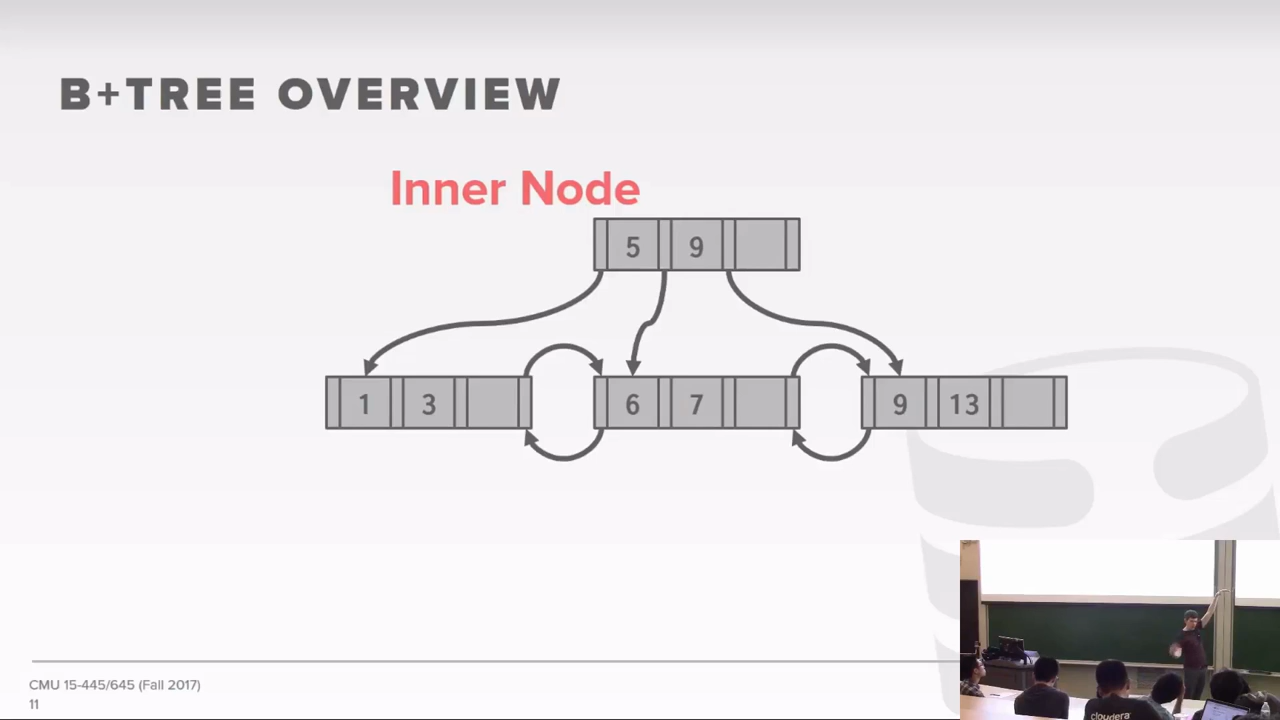 B+TREE OVERVIEW
Inner Node
5 9
1 3 6 7 9 13
CMU 15-445/645 (Fall 2017)
11
cloudera